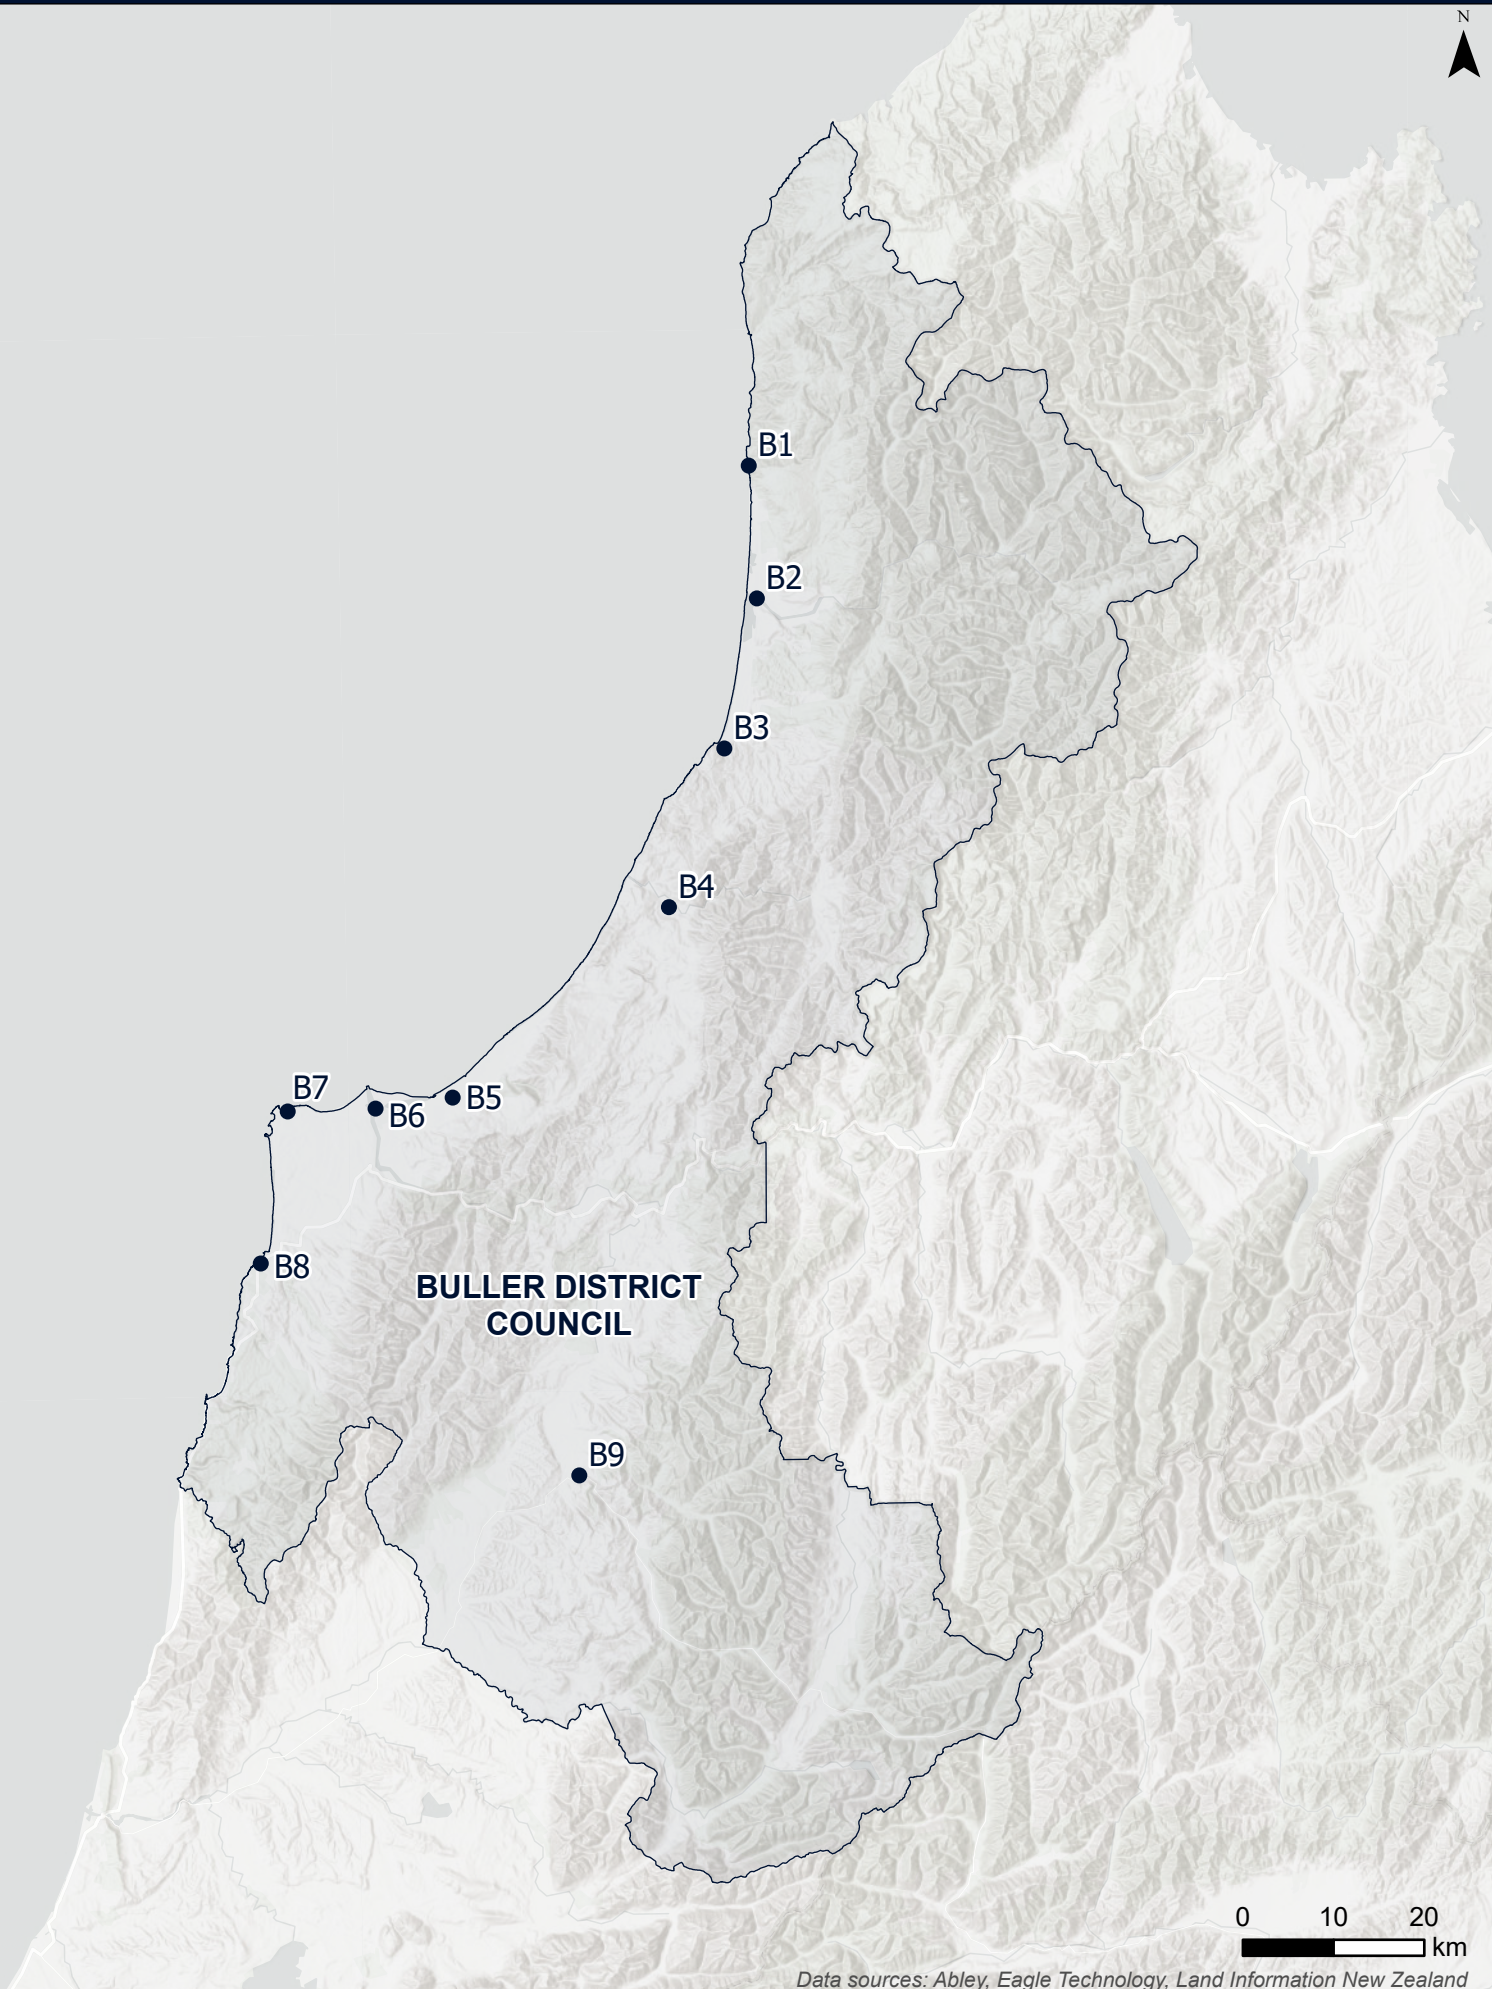 N
B1
B2
B3
B4
B7
B5
B6
B8
BULLER DISTRICT
COUNCIL
B9
0 10 20
km
Data sources: Abley, Eagle Technology, Land Information New Zealand